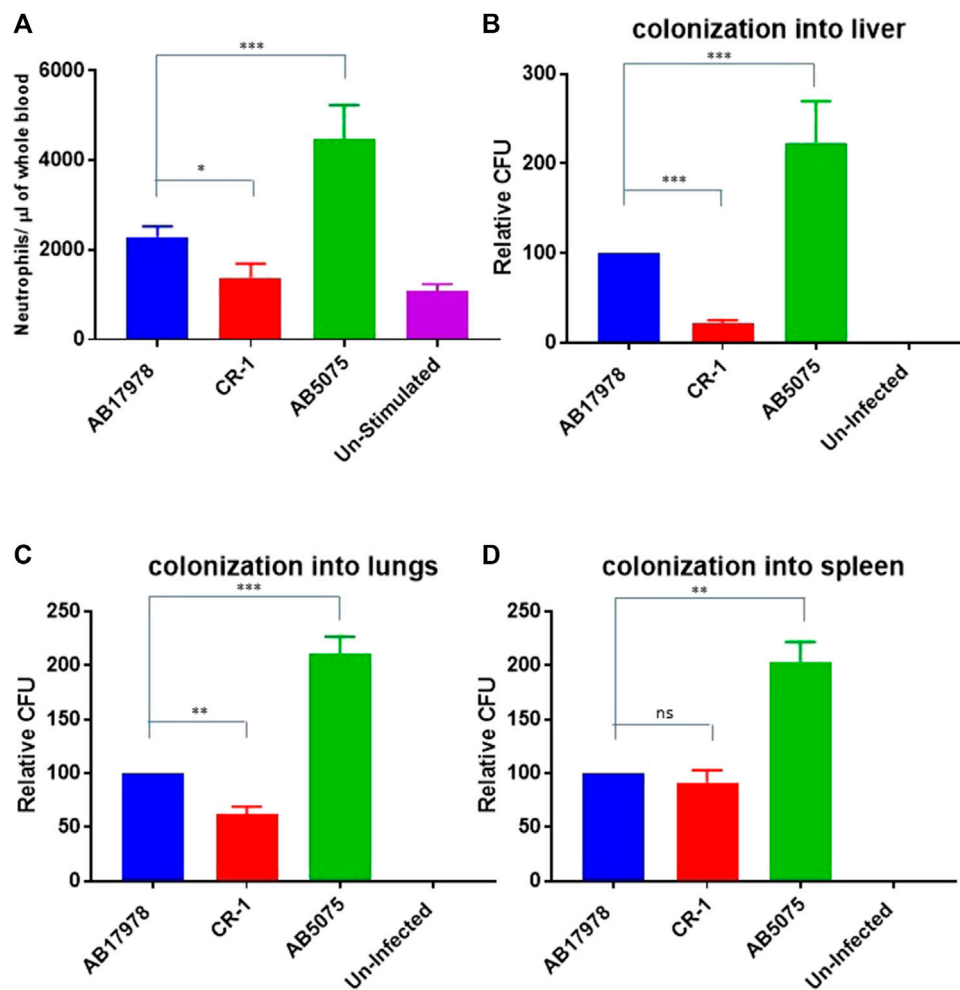 A
***
6000
4000
2000
0
*
Neutrophils/ μl of whole blood
AB17978
CR-1
AB5075
Un-Stimulated
B
colonization into liver
***
300
200
100
0
***
Relative CFU
AB17978
CR-1
AB5075
Un-Infected
C
colonization into lungs
***
250
200
150
100
50
0
**
Relative CFU
AB17978
CR-1
AB5075
Un-Infected
D
colonization into spleen
**
250
200
150
100
50
0
ns
Relative CFU
AB17978
CR-1
AB5075
Un-Infected